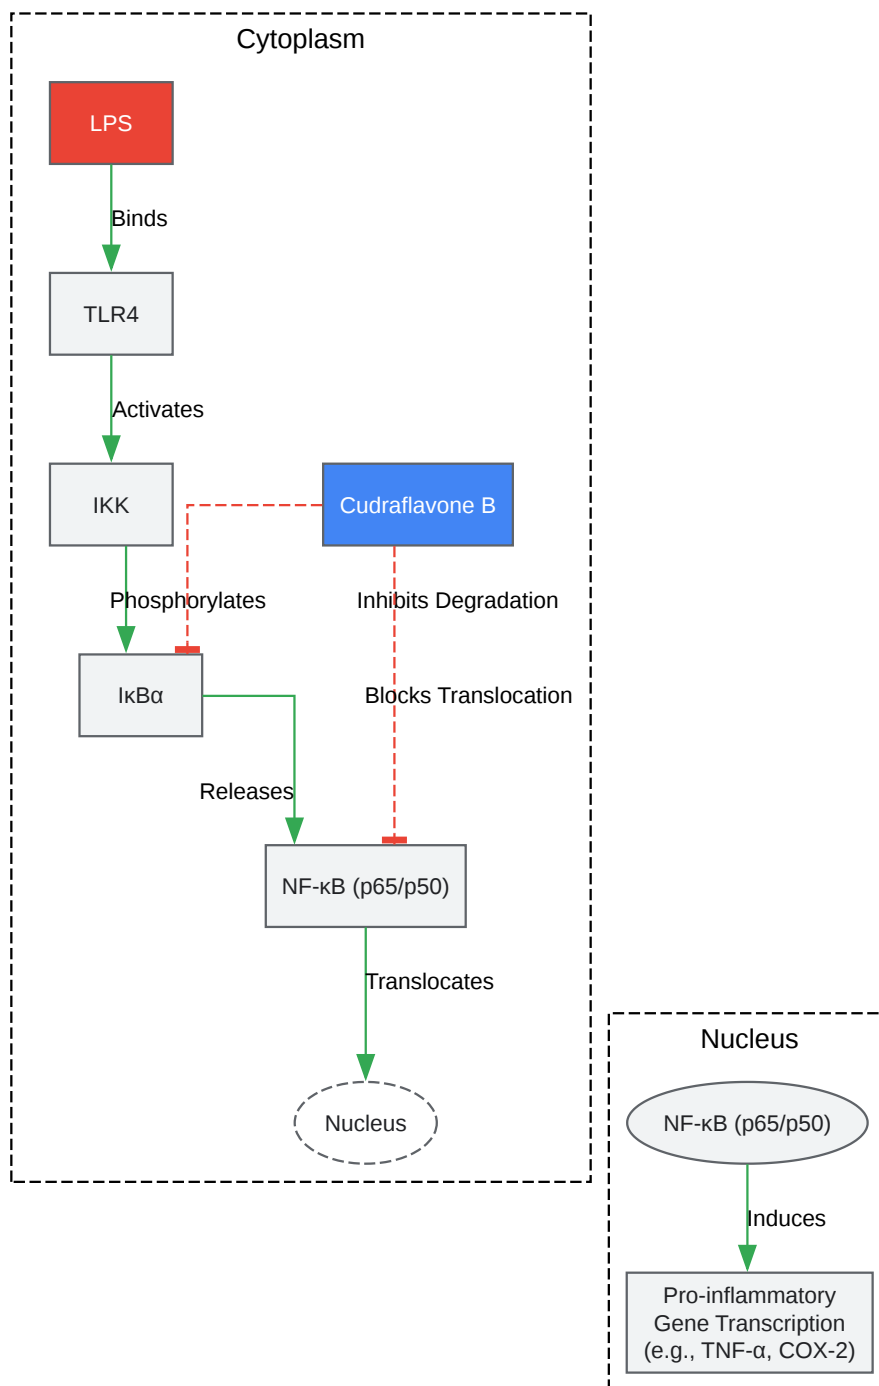 Cytoplasm
LPS
Binds
TLR4
Activates
IKK
Cudraflavone B
Phosphorylates
Inhibits Degradation
IκBα
Blocks Translocation
Releases
NF-κB (p65/p50)
Translocates
Nucleus
Nucleus
NF-κB (p65/p50)
Induces
Pro-inflammatory
Gene Transcription
(e.g., TNF-α, COX-2)